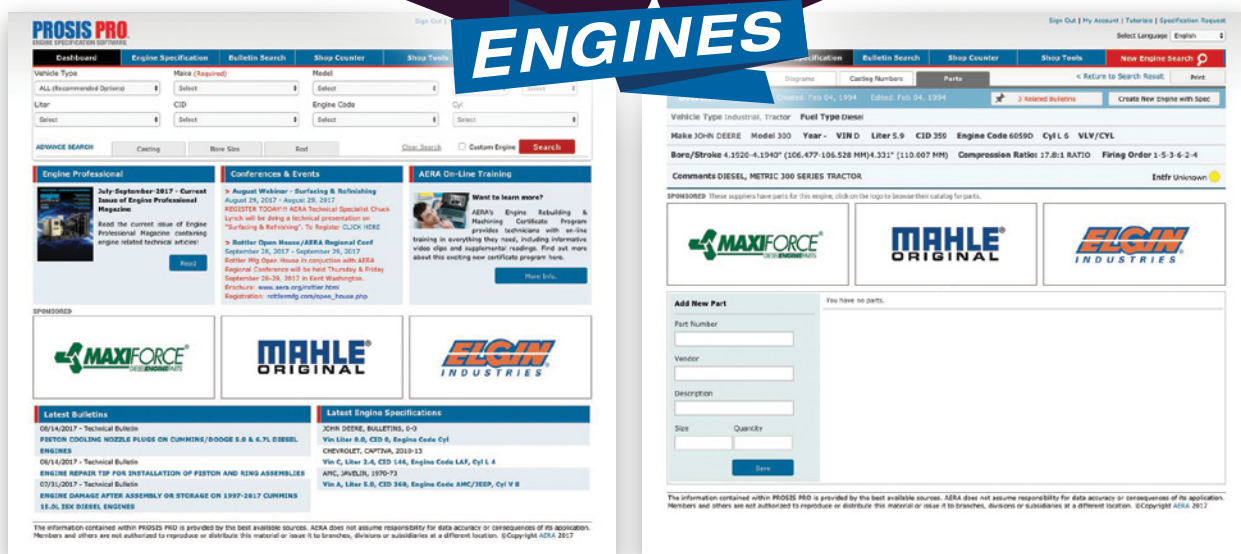 ENGINES
PROSIS PRO.
ENGINE SPECIFICATION SOFTWARE
Sign Out |
Dashboard Engine Specification Bulletin Search Shop Counter Shop Tools
Vehicle Type Make (Required) Model
ALL (Recommended Options) Select Select Select
Liter CID Engine Code Cyl
Select Select Select Select
ADVANCE SEARCH Casting Bore Size Rod Clear Search Custom Engine Search
Engine Professional
July-September-2017 - Current
Issue of Engine Professional
Magazine
Read the current issue of Engine
Professional Magazine containing
engine related technical articles!
Read
Conferences & Events
> August Webinar - Surfacing & Refinishing
August 29, 2017 - August 29, 2017
REGISTER TODAY!!! AERA Technical Specialist Chuck
Lynch will be doing a technical presentation on
"Surfacing & Refinishing". To Register CLICK HERE
> Rottler Open House/AERA Regional Conf
September 28, 2017 - September 29, 2017
Rottler Mfg Open House in conjuction with AERA
Regional Conference will be held Thursday & Friday
September 28-29, 2017 in Kent Washington.
Brochure: www.aera.org/rottler.html
Registration: rottlermfg.com/open_house.php
AERA On-Line Training
Want to learn more?
AERA's Engine Rebuilding &
Machining Certificate Program
provides technicians with on-line
training in everything they need, including informative
video clips and supplemental readings. Find out more
about this exciting new certificate program here.
More Info.
SPONSORED
MAXIFORCE®
DIESEL ENGINE PARTS
MAHLE®
ORIGINAL
ELGIN®
INDUSTRIES
Latest Bulletins
08/14/2017 - Technical Bulletin
PISTON COOLING NOZZLE PLUGS ON CUMMINS/DODGE 5.9 & 6.7L DIESEL
ENGINES
08/14/2017 - Technical Bulletin
ENGINE REPAIR TIP FOR INSTALLATION OF PISTON AND RING ASSEMBLIES
07/31/2017 - Technical Bulletin
ENGINE DAMAGE AFTER ASSEMBLY OR STORAGE ON 1997-2017 CUMMINS
15.0L ISX DIESEL ENGINES
Latest Engine Specifications
JOHN DEERE, BULLETINS, 0-0
Vin Liter 0.0, CID 0, Engine Code Cyl
CHEVROLET, CAPTIVA, 2010-13
Vin C, Liter 2.4, CID 146, Engine Code LAF, Cyl L 4
AMC, JAVELIN, 1970-73
Vin A, Liter 5.0, CID 360, Engine Code AMC/JEEP, Cyl V 8
The information contained within PROSIS PRO is provided by the best available sources. AERA does not assume responsibility for data accuracy or consequences of its application.
Members and others are not authorized to reproduce or distribute this material or issue it to branches, divisions or subsidiaries at a different location. ©Copyright AERA 2017
Sign Out | My Account | Tutorials | Specification Request
Select Language English
Specification Bulletin Search Shop Counter Shop Tools New Engine Search
Diagrams Casting Numbers Parts < Return to Search Result Print
Created: Feb 04, 1994 Edited: Feb 04, 1994 3 Related Bulletins Create New Engine with Spec
Vehicle Type Industrial, Tractor Fuel Type Diesel
Make JOHN DEERE Model 300 Year - VIN D Liter 5.9 CID 359 Engine Code 6059D Cyl L 6 VLV/CYL
Bore/Stroke 4.1920-4.1940" (106.477-106.528 MM)4.331" (110.007 MM) Compression Ratio: 17.8:1 RATIO Firing Order 1-5-3-6-2-4
Comments DIESEL, METRIC 300 SERIES TRACTOR Intfr Unknown
SPONSORED These suppliers have parts for this engine; click on the logo to browse their catalog for parts.
MAXIFORCE®
DIESEL ENGINE PARTS
MAHLE®
ORIGINAL
ELGIN®
INDUSTRIES
Add New Part
You have no parts.
Part Number
Vendor
Description
Size Quantity
Save
The information contained within PROSIS PRO is provided by the best available sources. AERA does not assume responsibility for data accuracy or consequences of its application.
Members and others are not authorized to reproduce or distribute this material or issue it to branches, divisions or subsidiaries at a different location. ©Copyright AERA 2017